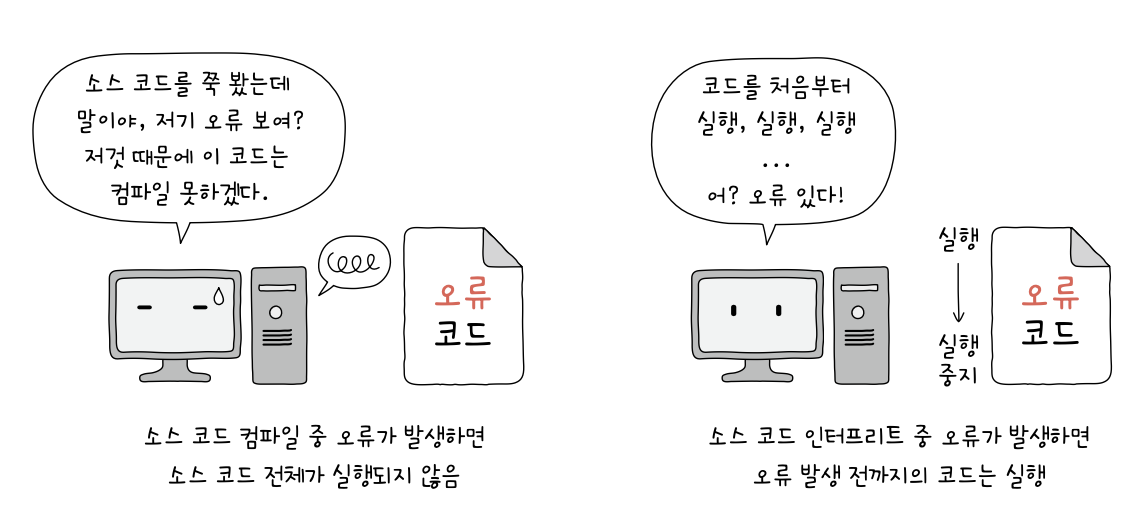 소스 코드를 쭉 봤는데
말이야, 저기 오류 보여?
저것 때문에 이 코드는
컴파일 못하겠다.
오류
코드
소스 코드 컴파일 중 오류가 발생하면
소스 코드 전체가 실행되지 않음
코드를 처음부터
실행, 실행, 실행
...
어? 오류 있다!
실행
실행
중지
오류
코드
소스 코드 인터프리트 중 오류가 발생하면
오류 발생 전까지의 코드는 실행